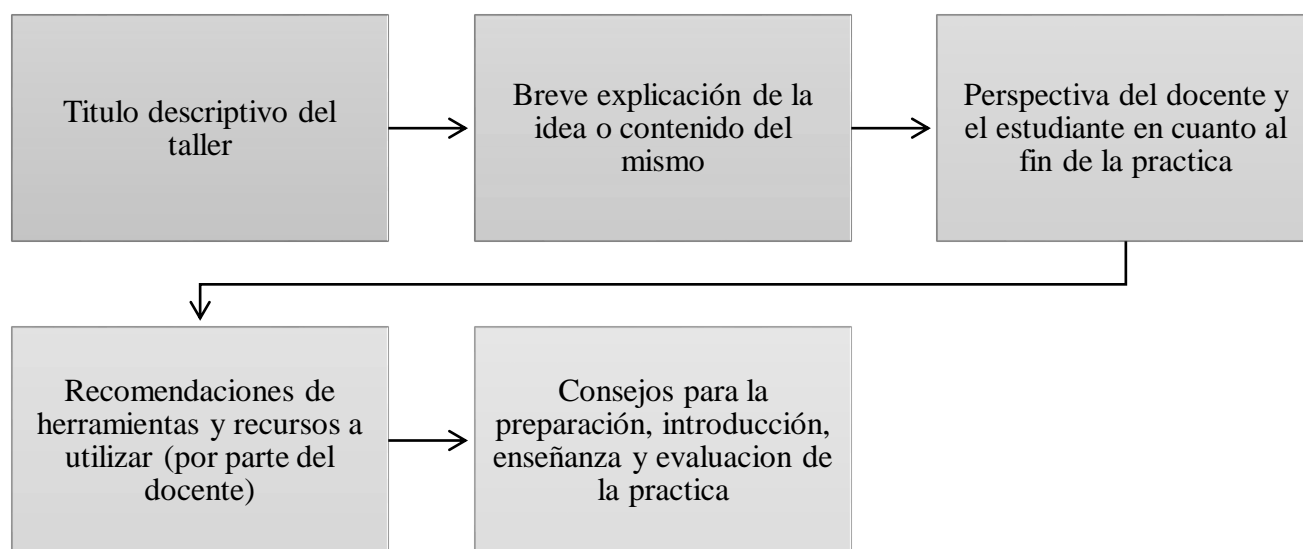 Titulo descriptivo del
taller
Breve explicación de la
idea o contenido del
mismo
Perspectiva del docente y
el estudiante en cuanto al
fin de la practica
Recomendaciones de
herramientas y recursos a
utilizar (por parte del
docente)
Consejos para la
preparación, introducción,
enseñanza y evaluacion de
la practica